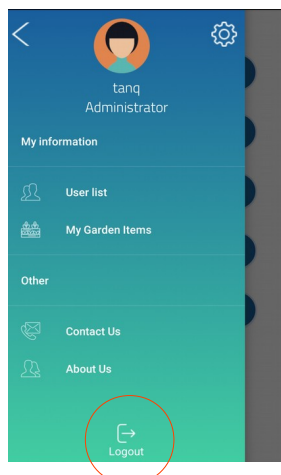 tanq
Administrator
My information
User list
My Garden Items
Other
Contact Us
About Us
Logout